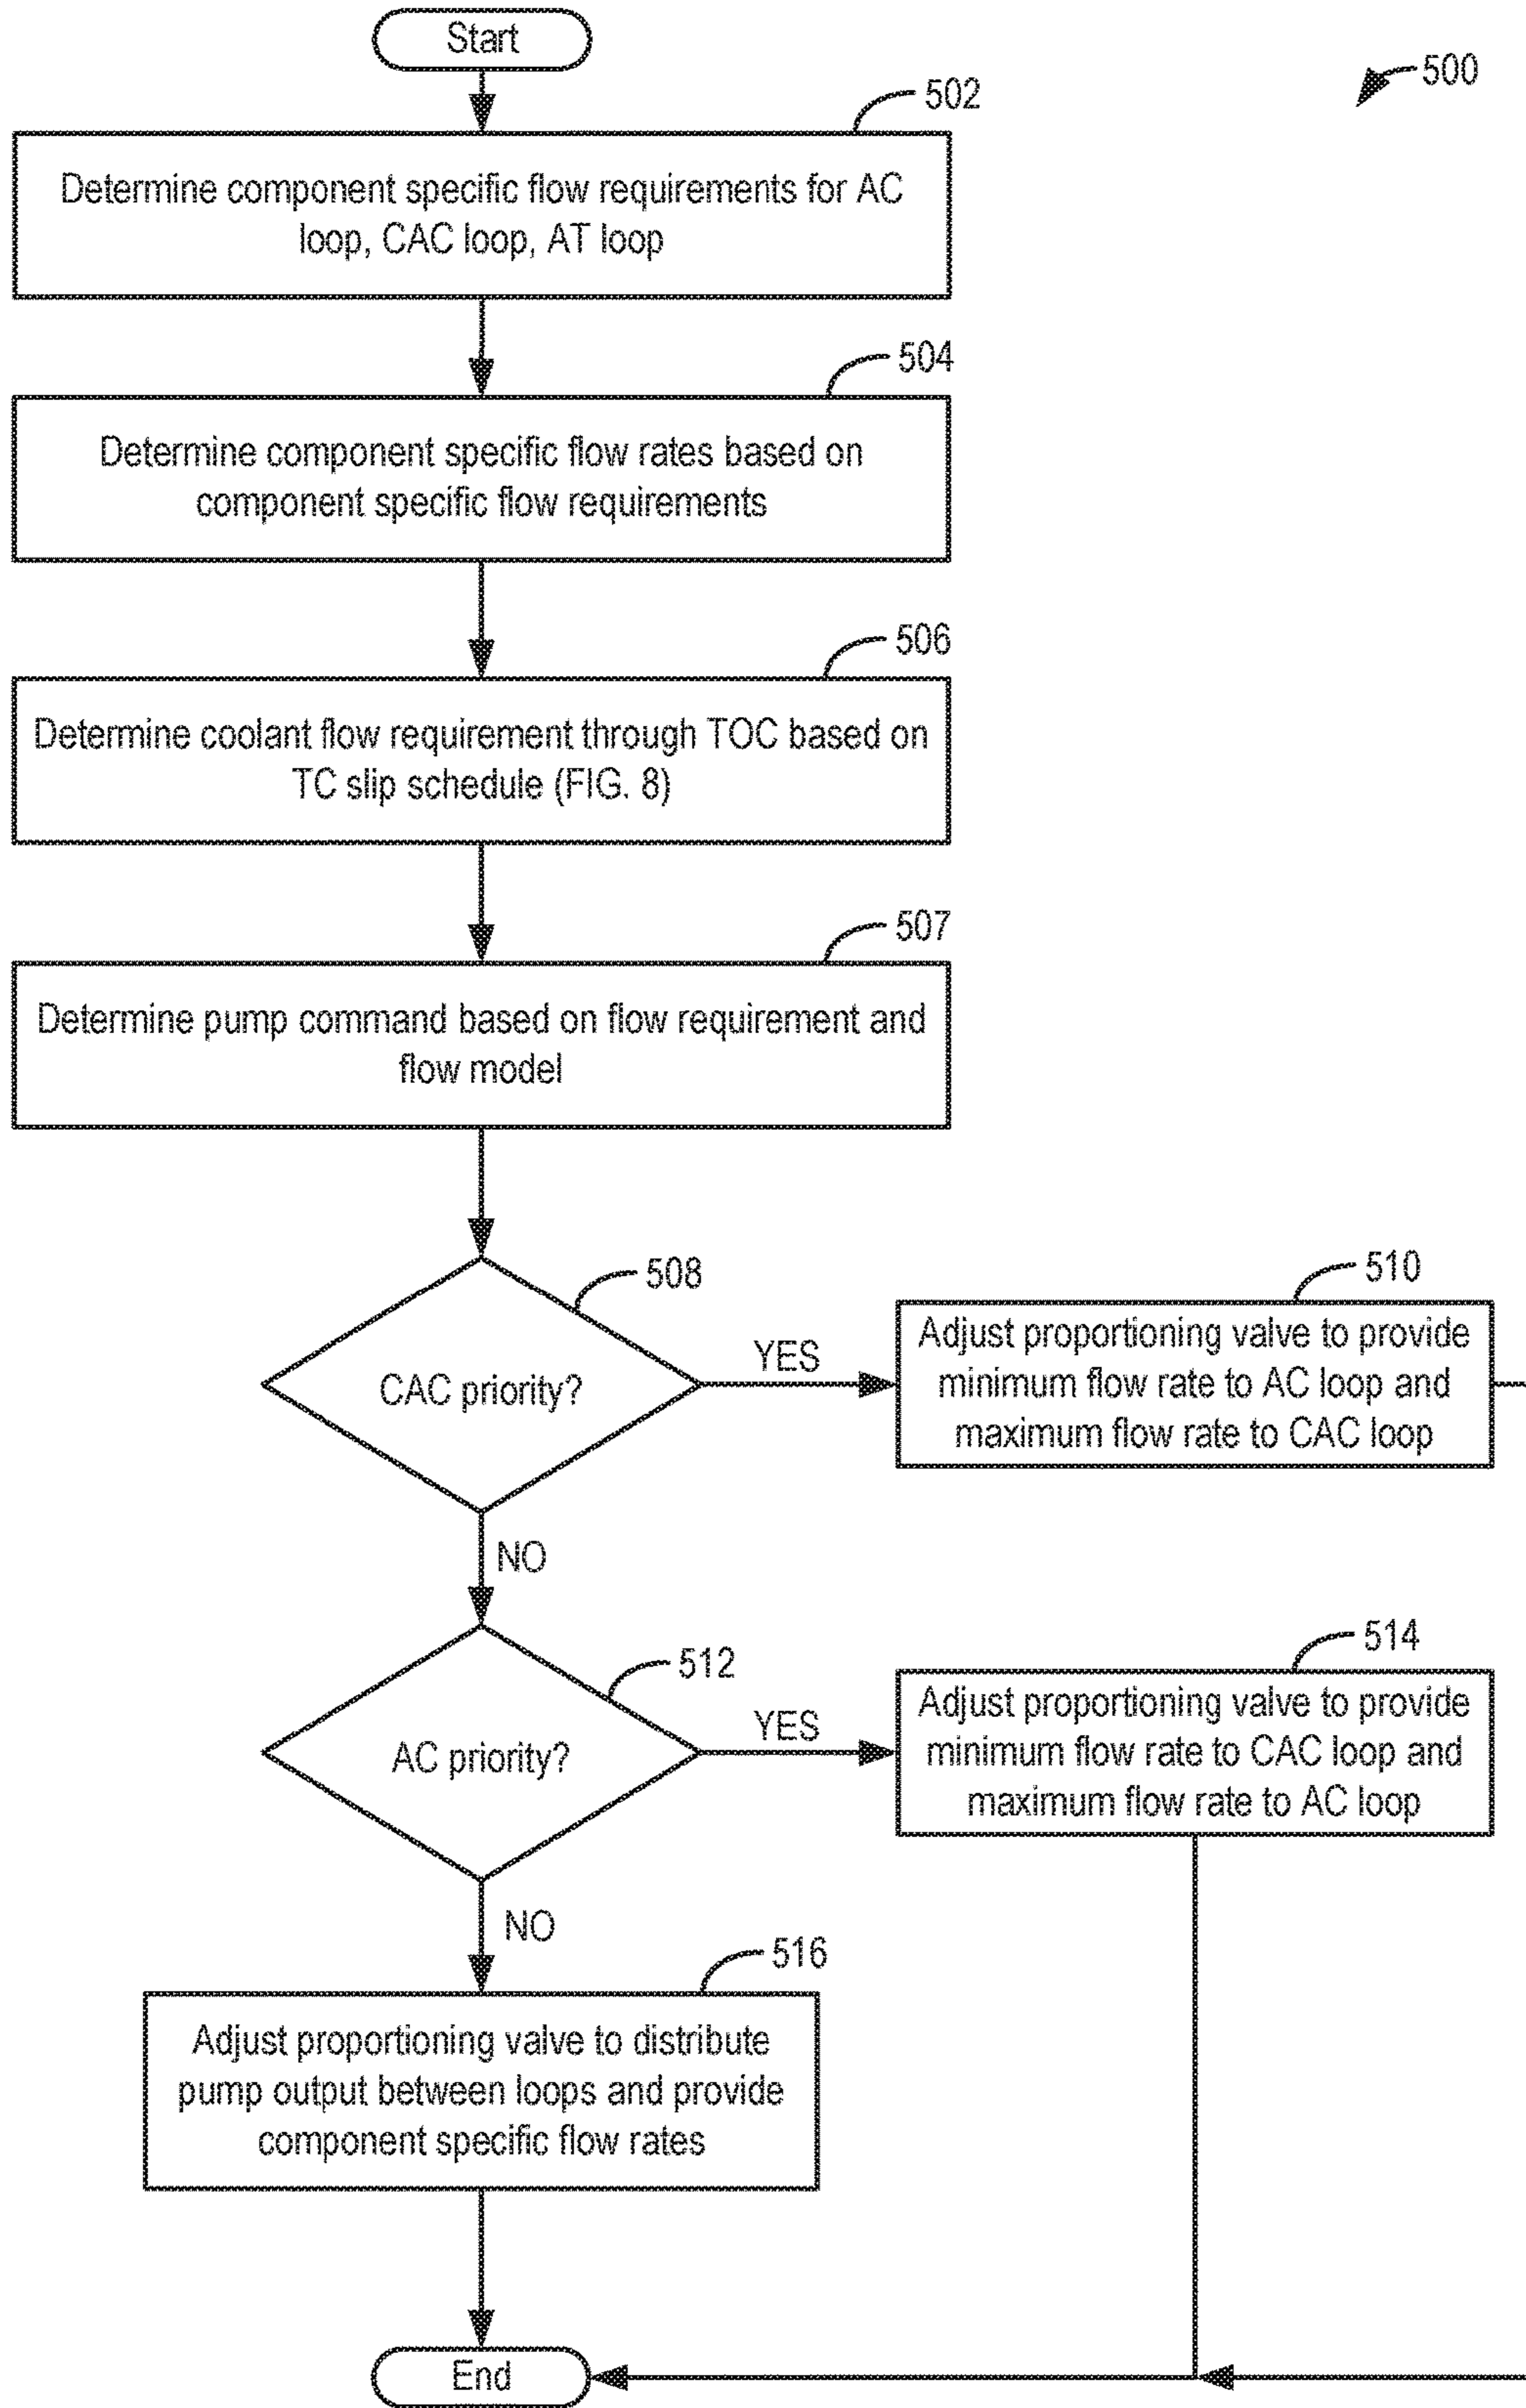 Start
500
502
Determine component specific flow requirements for AC
loop, CAC loop, AT loop
504
Determine component specific flow rates based on
component specific flow requirements
506
Determine coolant flow requirement through TOC based on
TC slip schedule (FIG. 8)
507
Determine pump command based on flow requirement and
flow model
508
CAC priority?
YES
510
Adjust proportioning valve to provide
minimum flow rate to AC loop and
maximum flow rate to CAC loop
NO
512
AC priority?
YES
514
Adjust proportioning valve to provide
minimum flow rate to CAC loop and
maximum flow rate to AC loop
NO
516
Adjust proportioning valve to distribute
pump output between loops and provide
component specific flow rates
End